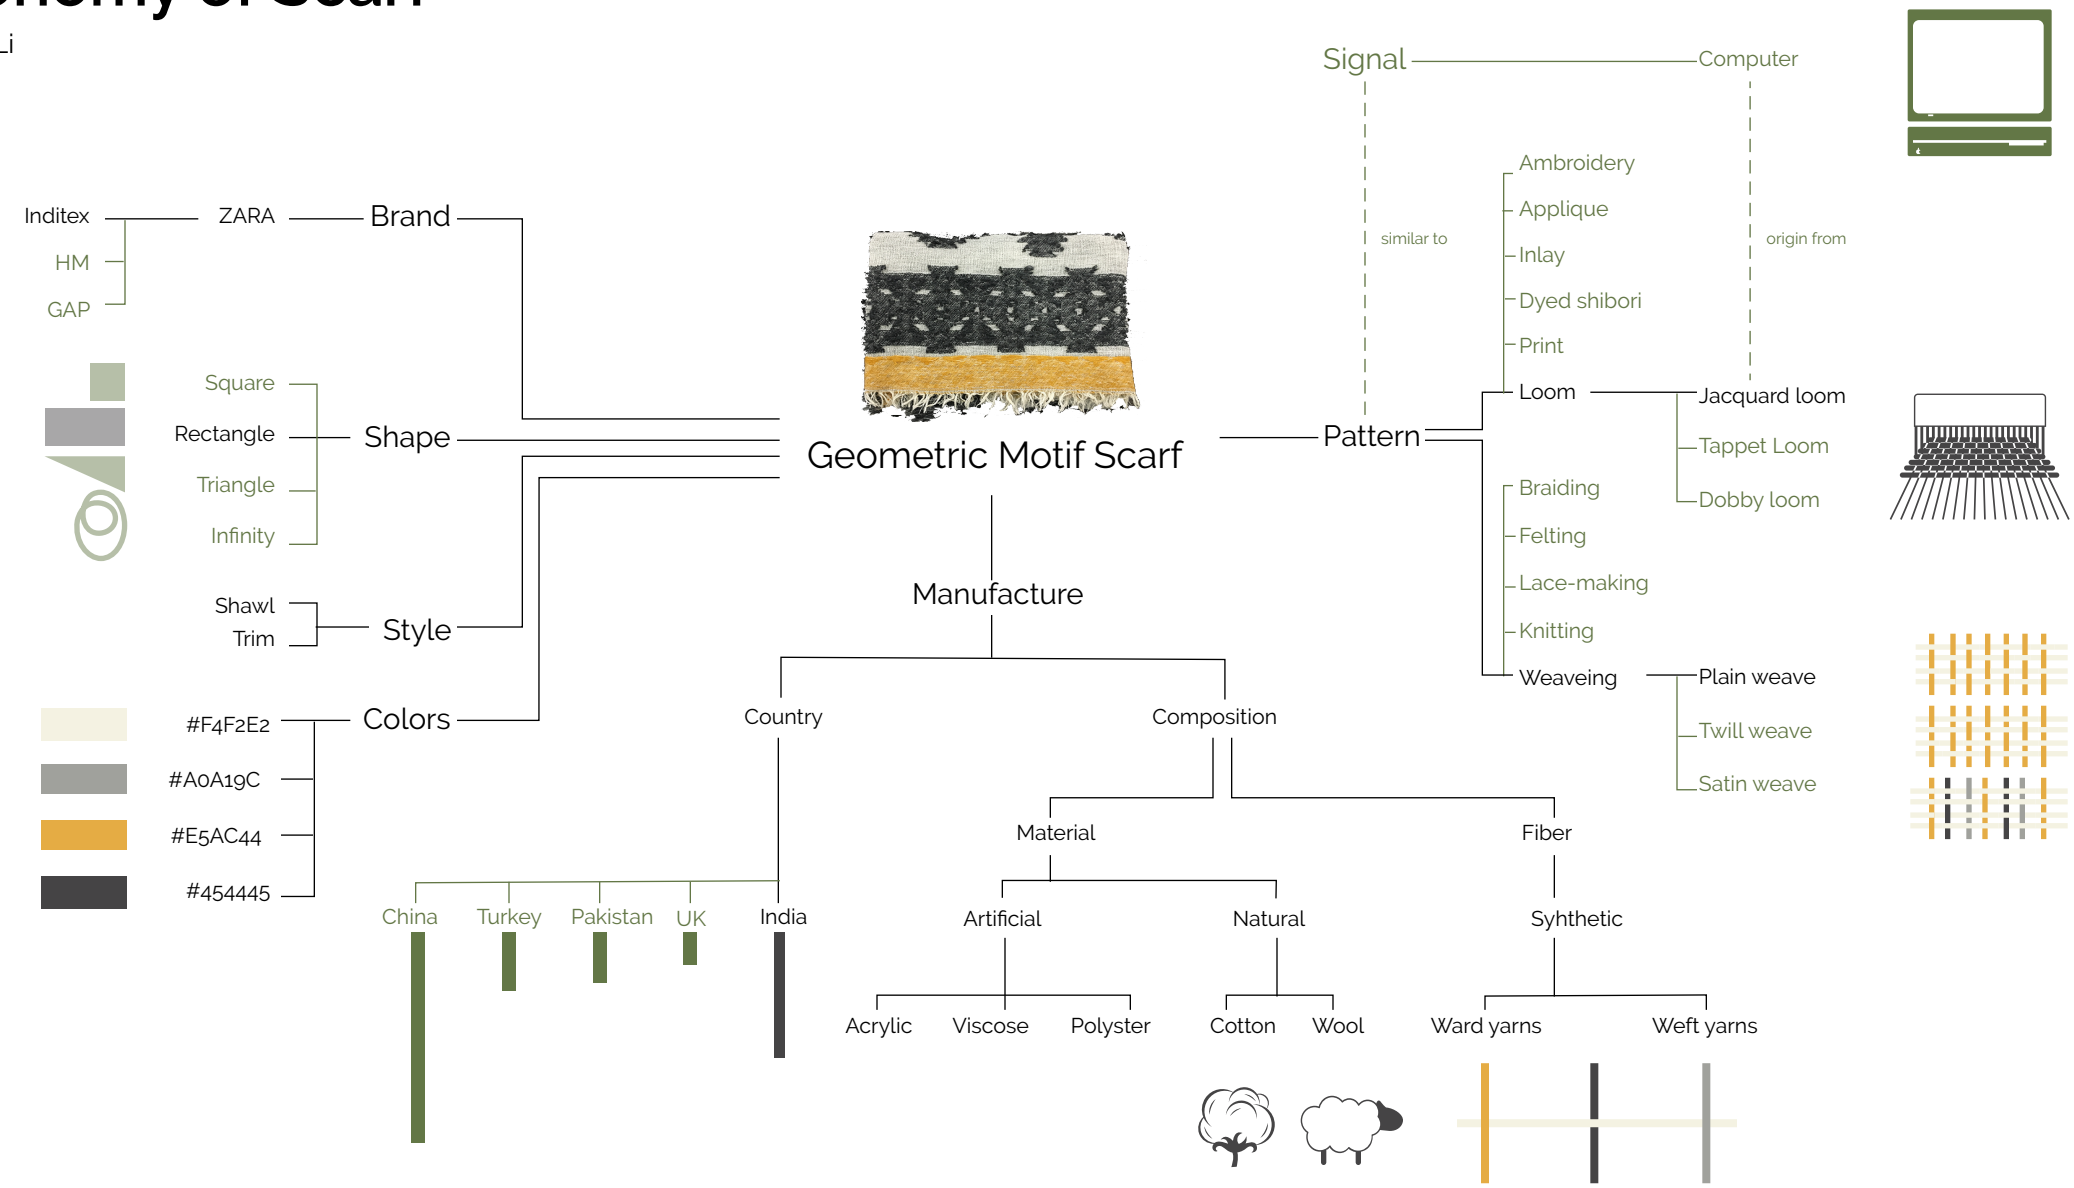 Li
Signal
Computer
similar to
origin from
Ambroidery
Applique
Inlay
Dyed shibori
Print
Loom
Jacquard loom
Tappet Loom
Dobby loom
Pattern
Braiding
Felting
Lace-making
Knitting
Weaveing
Plain weave
Twill weave
Satin weave
Inditex
ZARA
Brand
HM
GAP
Square
Rectangle
Shape
Triangle
Infinity
Shawl
Style
Trim
#F4F2E2
Colors
#A0A19C
#E5AC44
#454445
Geometric Motif Scarf
Manufacture
Country
Composition
Material
Fiber
China
Turkey
Pakistan
UK
India
Artificial
Natural
Syhthetic
Acrylic
Viscose
Polyster
Cotton
Wool
Ward yarns
Weft yarns